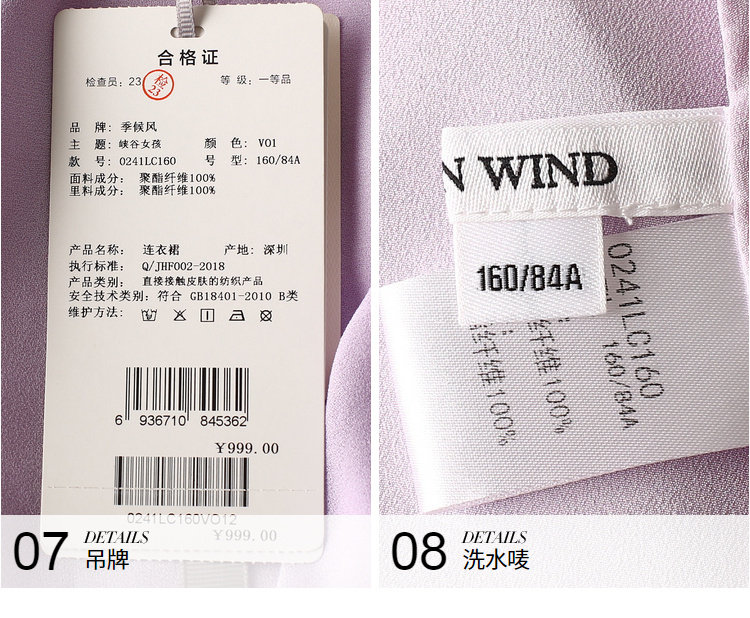 合格证
检查员: 23
检
23
等 级: 一等品
品 牌: 季候风
主 题: 峡谷女孩
颜 色: V01
款 号: 0241LC160
号 型: 160/84A
面料成分: 聚酯纤维100%
里料成分: 聚酯纤维100%
产品名称: 连衣裙
产地: 深圳
执行标准: Q/JHF002-2018
产品类别: 直接接触皮肤的纺织产品
安全技术类别: 符合 GB18401-2010 B类
维护方法:
6 936710 845362
¥999.00
0241LC160V012
¥999.00
07
DETAILS
吊牌
N WIND
160/84A
0241LC160
160/84A
纤维100%
纤维100%
08
DETAILS
洗水唛